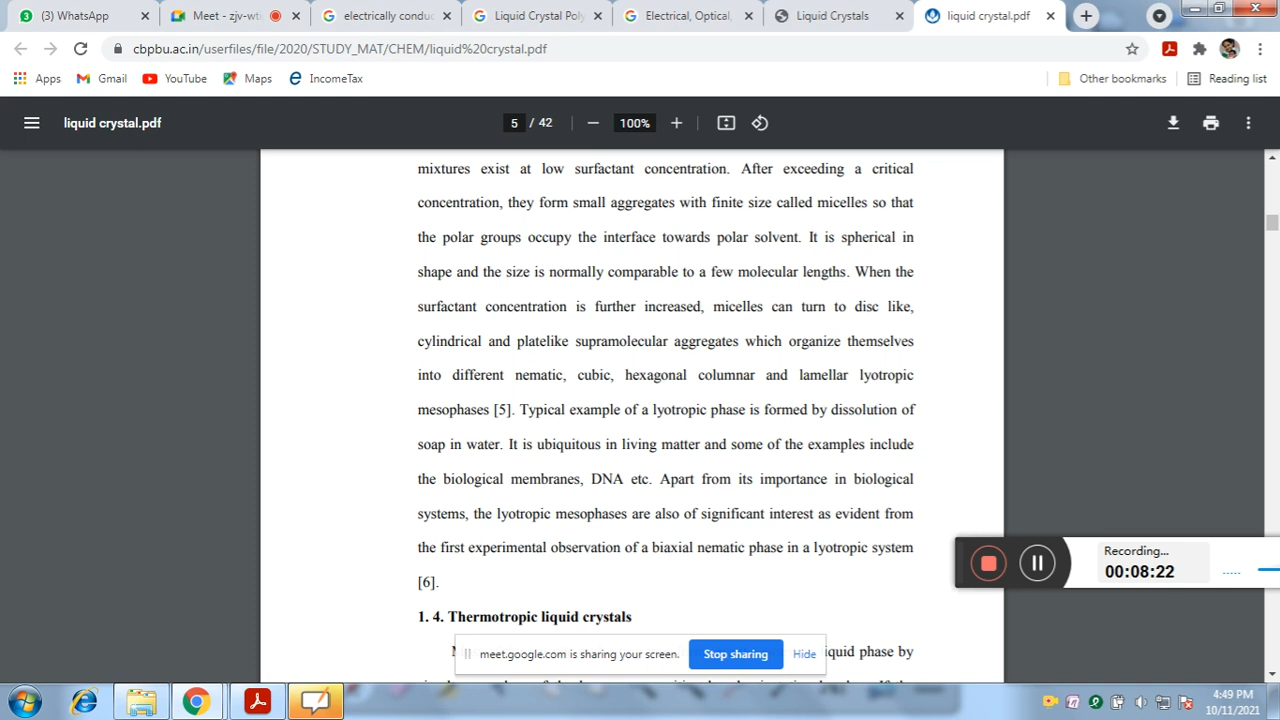 (3) WhatsApp
Meet - zjv-wti
electrically conduc
Liquid Crystal Poly
Electrical, Optical,
Liquid Crystals
liquid crystal.pdf
cbpbu.ac.in/userfiles/file/2020/STUDY_MAT/CHEM/liquid%20crystal.pdf
Apps Gmail YouTube Maps IncomeTax Other bookmarks Reading list
liquid crystal.pdf 5 / 42 100%
mixtures exist at low surfactant concentration. After exceeding a critical
concentration, they form small aggregates with finite size called micelles so that
the polar groups occupy the interface towards polar solvent. It is spherical in
shape and the size is normally comparable to a few molecular lengths. When the
surfactant concentration is further increased, micelles can turn to disc like,
cylindrical and platelike supramolecular aggregates which organize themselves
into different nematic, cubic, hexagonal columnar and lamellar lyotropic
mesophases [5]. Typical example of a lyotropic phase is formed by dissolution of
soap in water. It is ubiquitous in living matter and some of the examples include
the biological membranes, DNA etc. Apart from its importance in biological
systems, the lyotropic mesophases are also of significant interest as evident from
the first experimental observation of a biaxial nematic phase in a lyotropic system
[6].
Recording...
00:08:22
1. 4. Thermotropic liquid crystals
liquid phase by
meet.google.com is sharing your screen. Stop sharing Hide
4:49 PM
10/11/2021